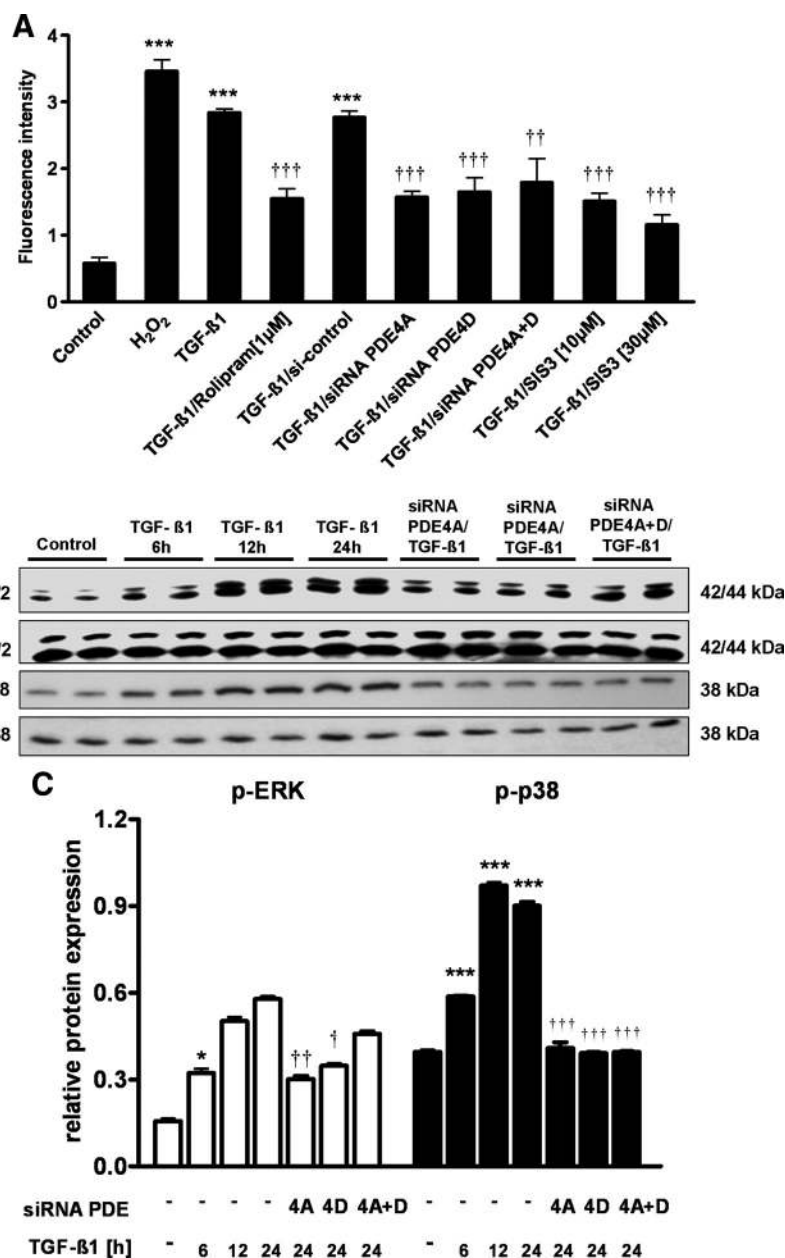 A
Fluorescence intensity
4
3
2
1
0
***
***
†††
***
†††
†††
††
†††
†††
Control
H2O2
TGF-ß1
TGF-ß1/Rolipram[1µM]
TGF-ß1/si-control
TGF-ß1/siRNA PDE4A
TGF-ß1/siRNA PDE4D
TGF-ß1/siRNA PDE4A+D
TGF-ß1/SIS3 [10µM]
TGF-ß1/SIS3 [30µM]
Control
TGF- ß1
6h
TGF- ß1
12h
TGF- ß1
24h
siRNA
PDE4A/
TGF-ß1
siRNA
PDE4A/
TGF-ß1
siRNA
PDE4A+D/
TGF-ß1
/2 42/44 kDa
/2 42/44 kDa
8 38 kDa
38 38 kDa
C
p-ERK p-p38
relative protein expression
1.2
0.9
0.6
0.3
0.0
*
††
†
***
***
***
†††
†††
†††
siRNA PDE - - - - 4A 4D 4A+D - - - - 4A 4D 4A+D
TGF-ß1 [h] - 6 12 24 24 24 24 - 6 12 24 24 24 24